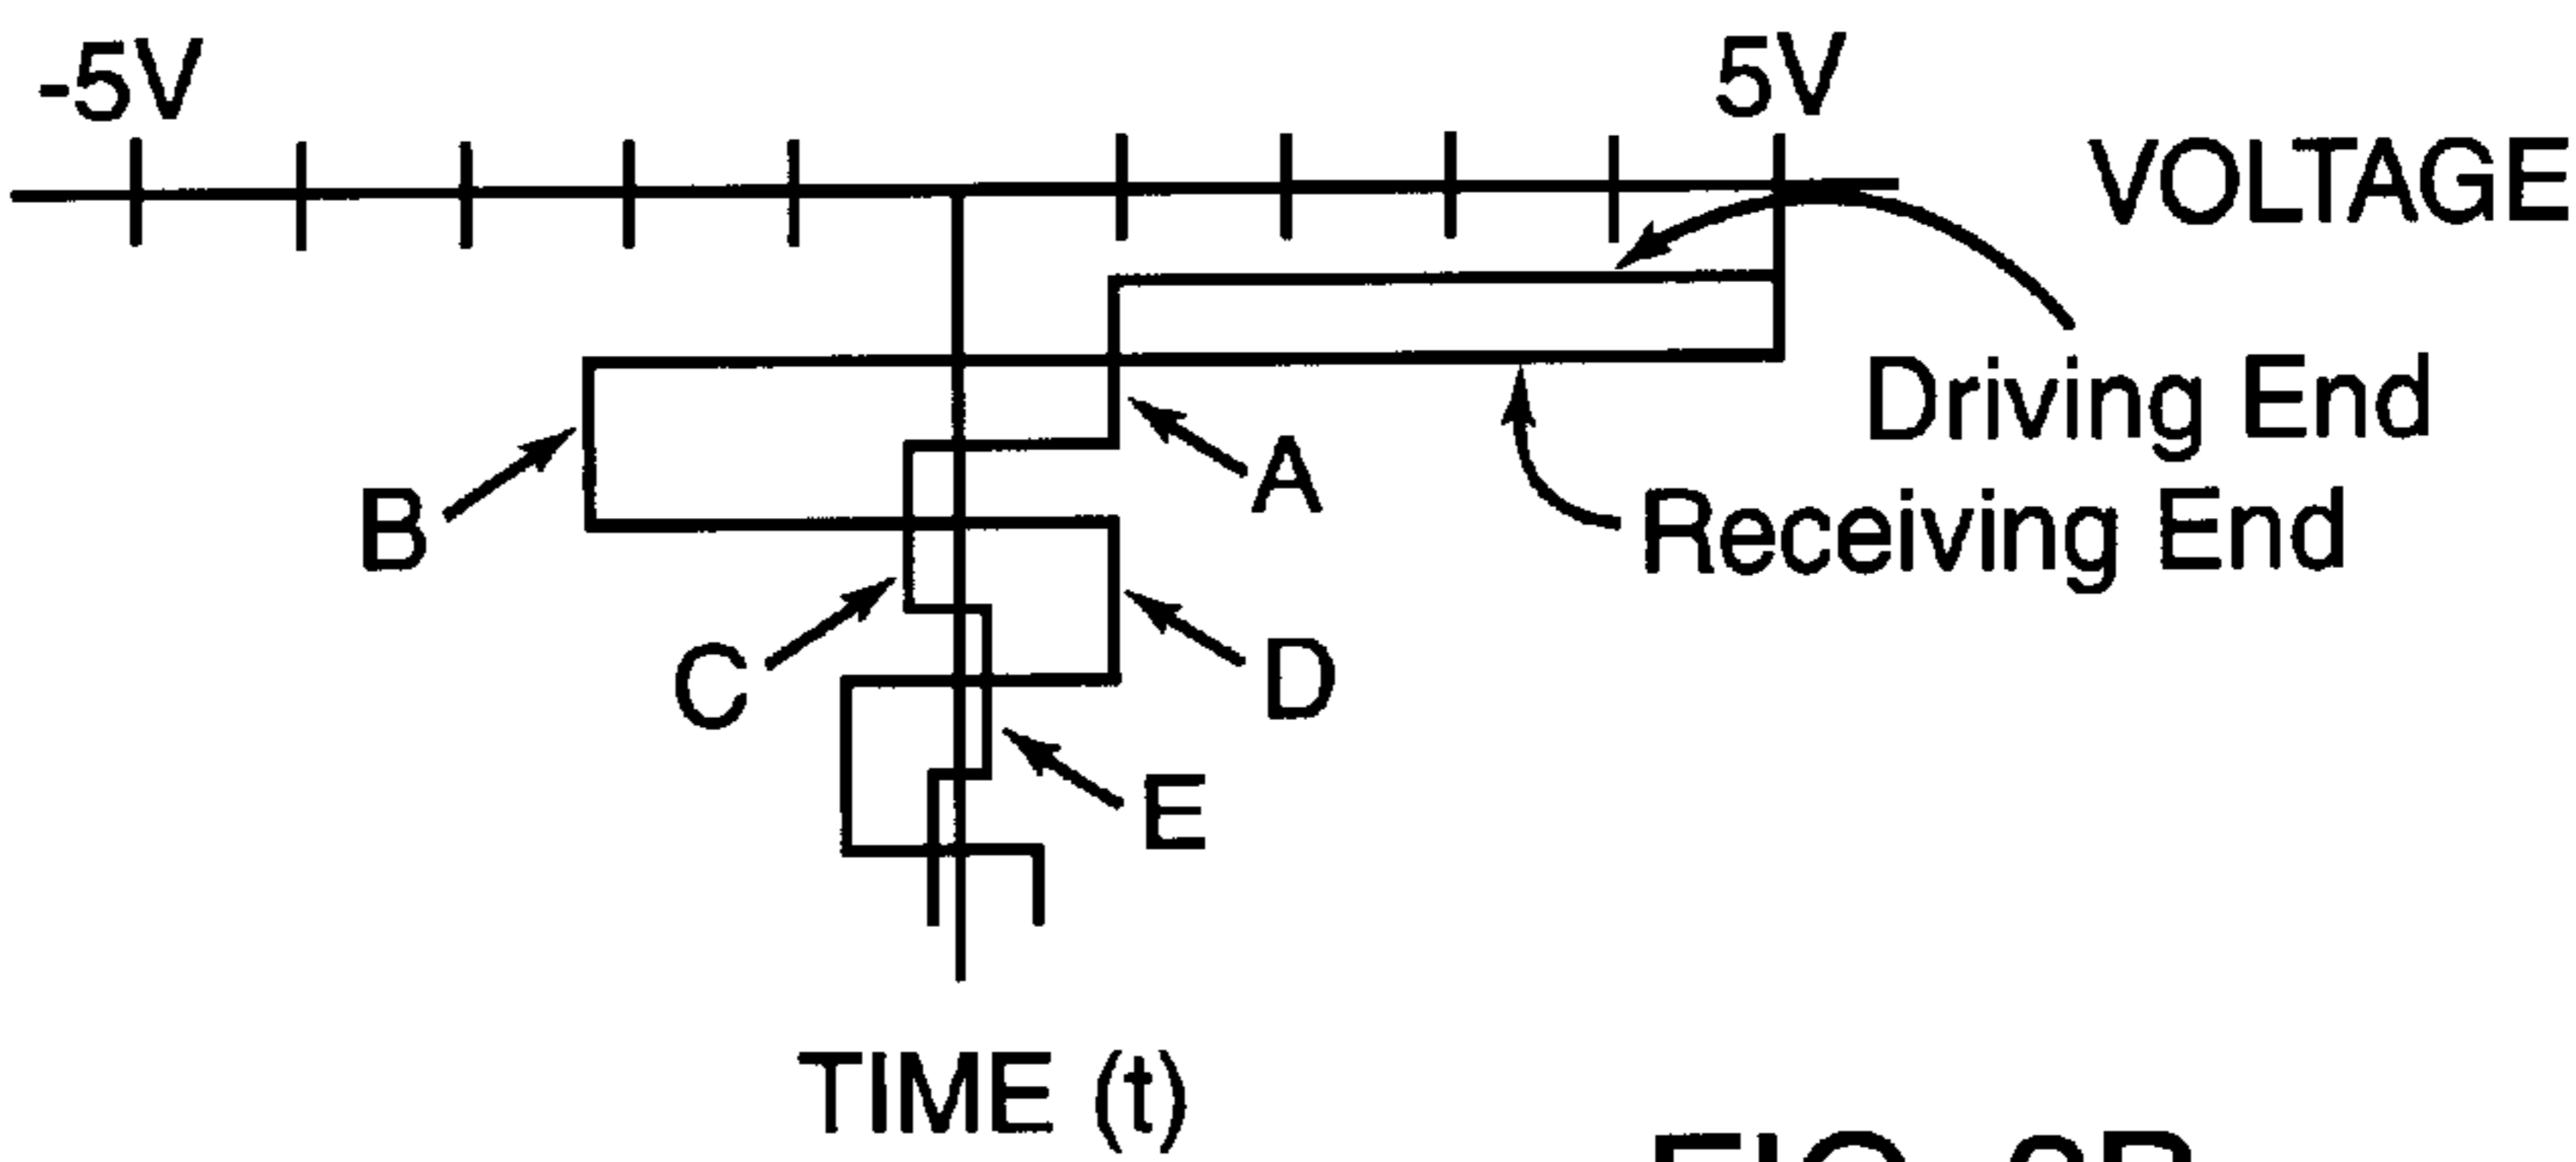 -5V
5V
VOLTAGE
Driving End
Receiving End
A
B
C
D
E
TIME (t)